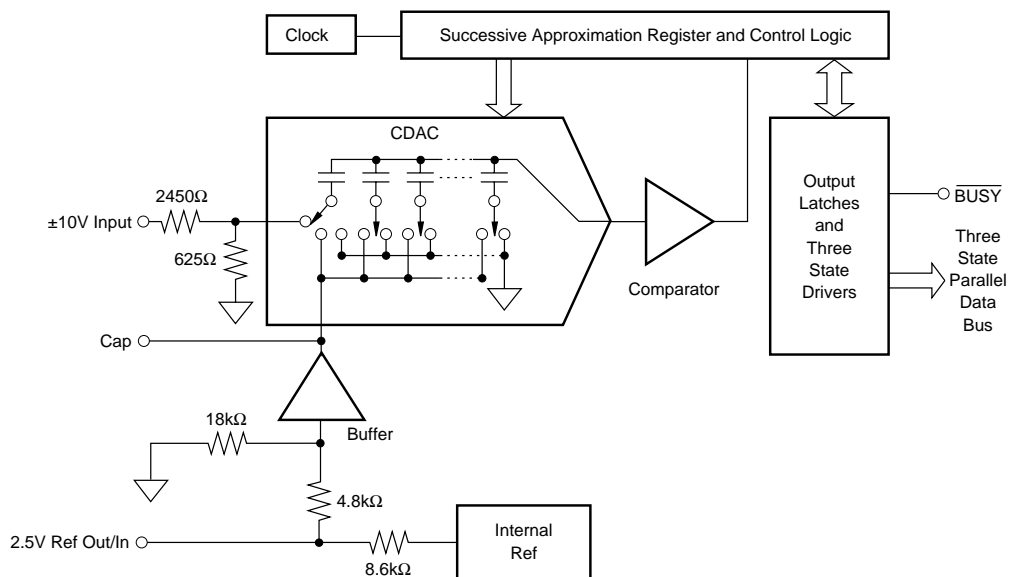 Clock
Successive Approximation Register and Control Logic
CDAC
2450Ω
±10V Input
625Ω
Comparator
Output
Latches
and
Three
State
Drivers
BUSY
Three
State
Parallel
Data
Bus
Cap
18kΩ
Buffer
4.8kΩ
2.5V Ref Out/In
8.6kΩ
Internal
Ref